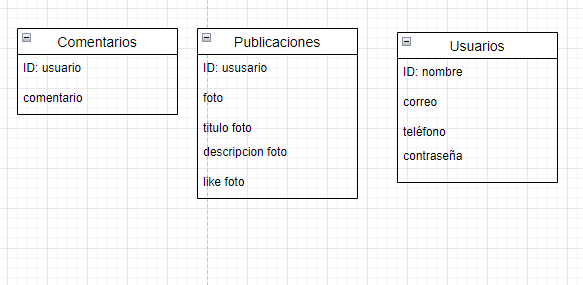 Comentarios
ID: usuario
comentario
Publicaciones
ID: ususario
foto
titulo foto
descripcion foto
like foto
Usuarios
ID: nombre
correo
teléfono
contraseña